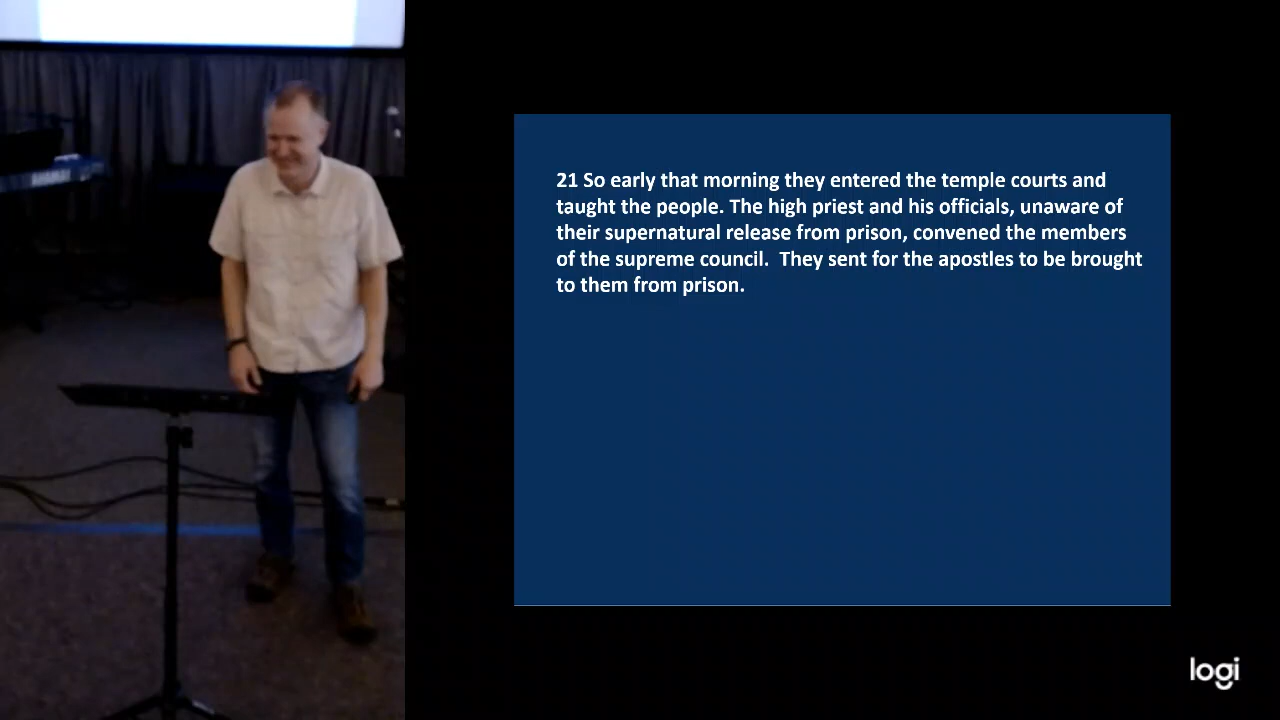 YAMAHA
21 So early that morning they entered the temple courts and
taught the people. The high priest and his officials, unaware of
their supernatural release from prison, convened the members
of the supreme council.  They sent for the apostles to be brought
to them from prison.
logi